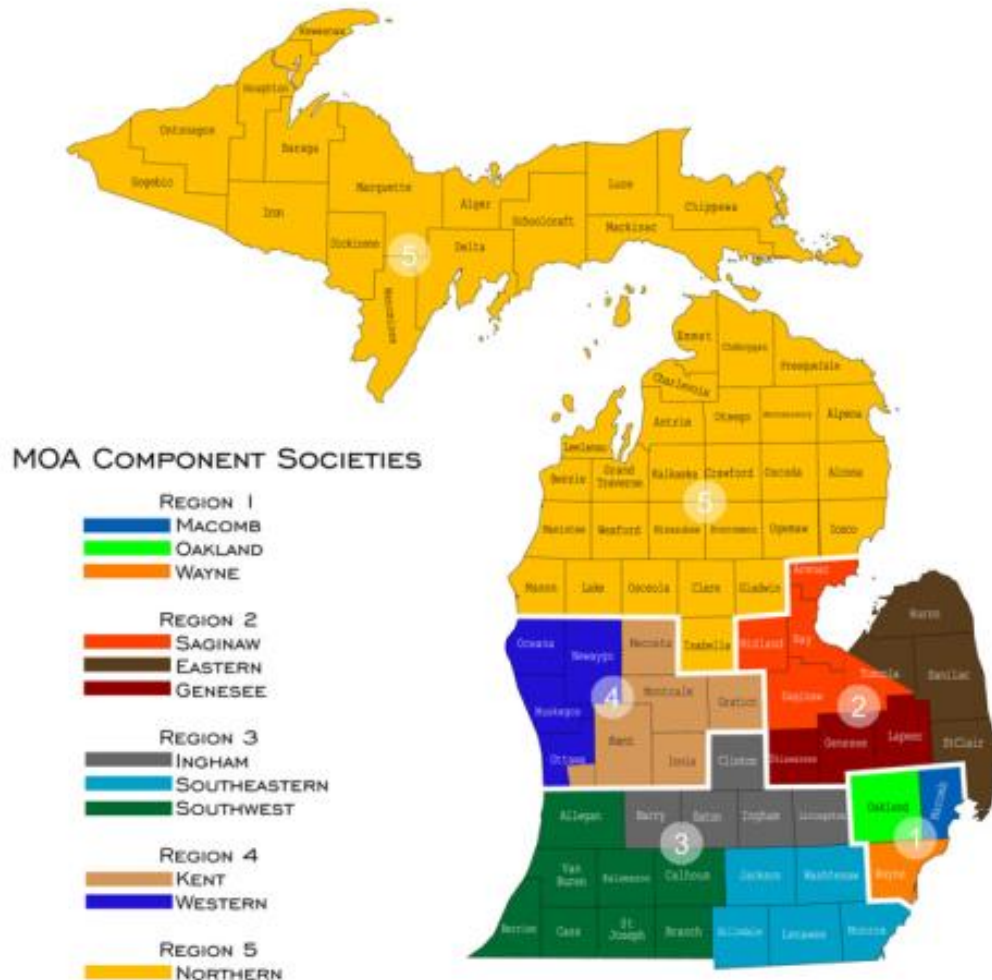 Keweenaw
Houghton
Ontonagon
Baraga
Gogebic
Marquette
Luce
Alger
Chippewa
Iron
Schoolcraft
Mackinac
Dickinson
Delta
5
Menominee
Emmet
Cheboygan
Presque Isle
Charlevoix
Antrim
Otsego
Montmorency
Alpena
Leelanau
Benzie
Grand
Traverse
Kalkaska
Crawford
Oscoda
Alcona
5
Manistee
Wexford
Missaukee
Roscommon
Ogemaw
Iosco
Mason
Lake
Osceola
Clare
Gladwin
Arenac
Huron
Oceana
Newaygo
Mecosta
Isabella
Midland
Bay
Tuscola
Sanilac
4
Montcalm
Gratiot
Saginaw
2
Muskegon
Kent
Genesee
Lapeer
StClair
Ottawa
Ionia
Clinton
Shiawassee
Allegan
Barry
Eaton
Ingham
Livingston
Oakland
Macomb
3
1
Van
Buren
Kalamazoo
Calhoun
Jackson
Washtenaw
Wayne
Berrien
Cass
St
Joseph
Branch
Hillsdale
Lenawee
Monroe
MOA COMPONENT SOCIETIES
REGION 1
MACOMB
OAKLAND
WAYNE
REGION 2
SAGINAW
EASTERN
GENESEE
REGION 3
INGHAM
SOUTHEASTERN
SOUTHWEST
REGION 4
KENT
WESTERN
REGION 5
NORTHERN